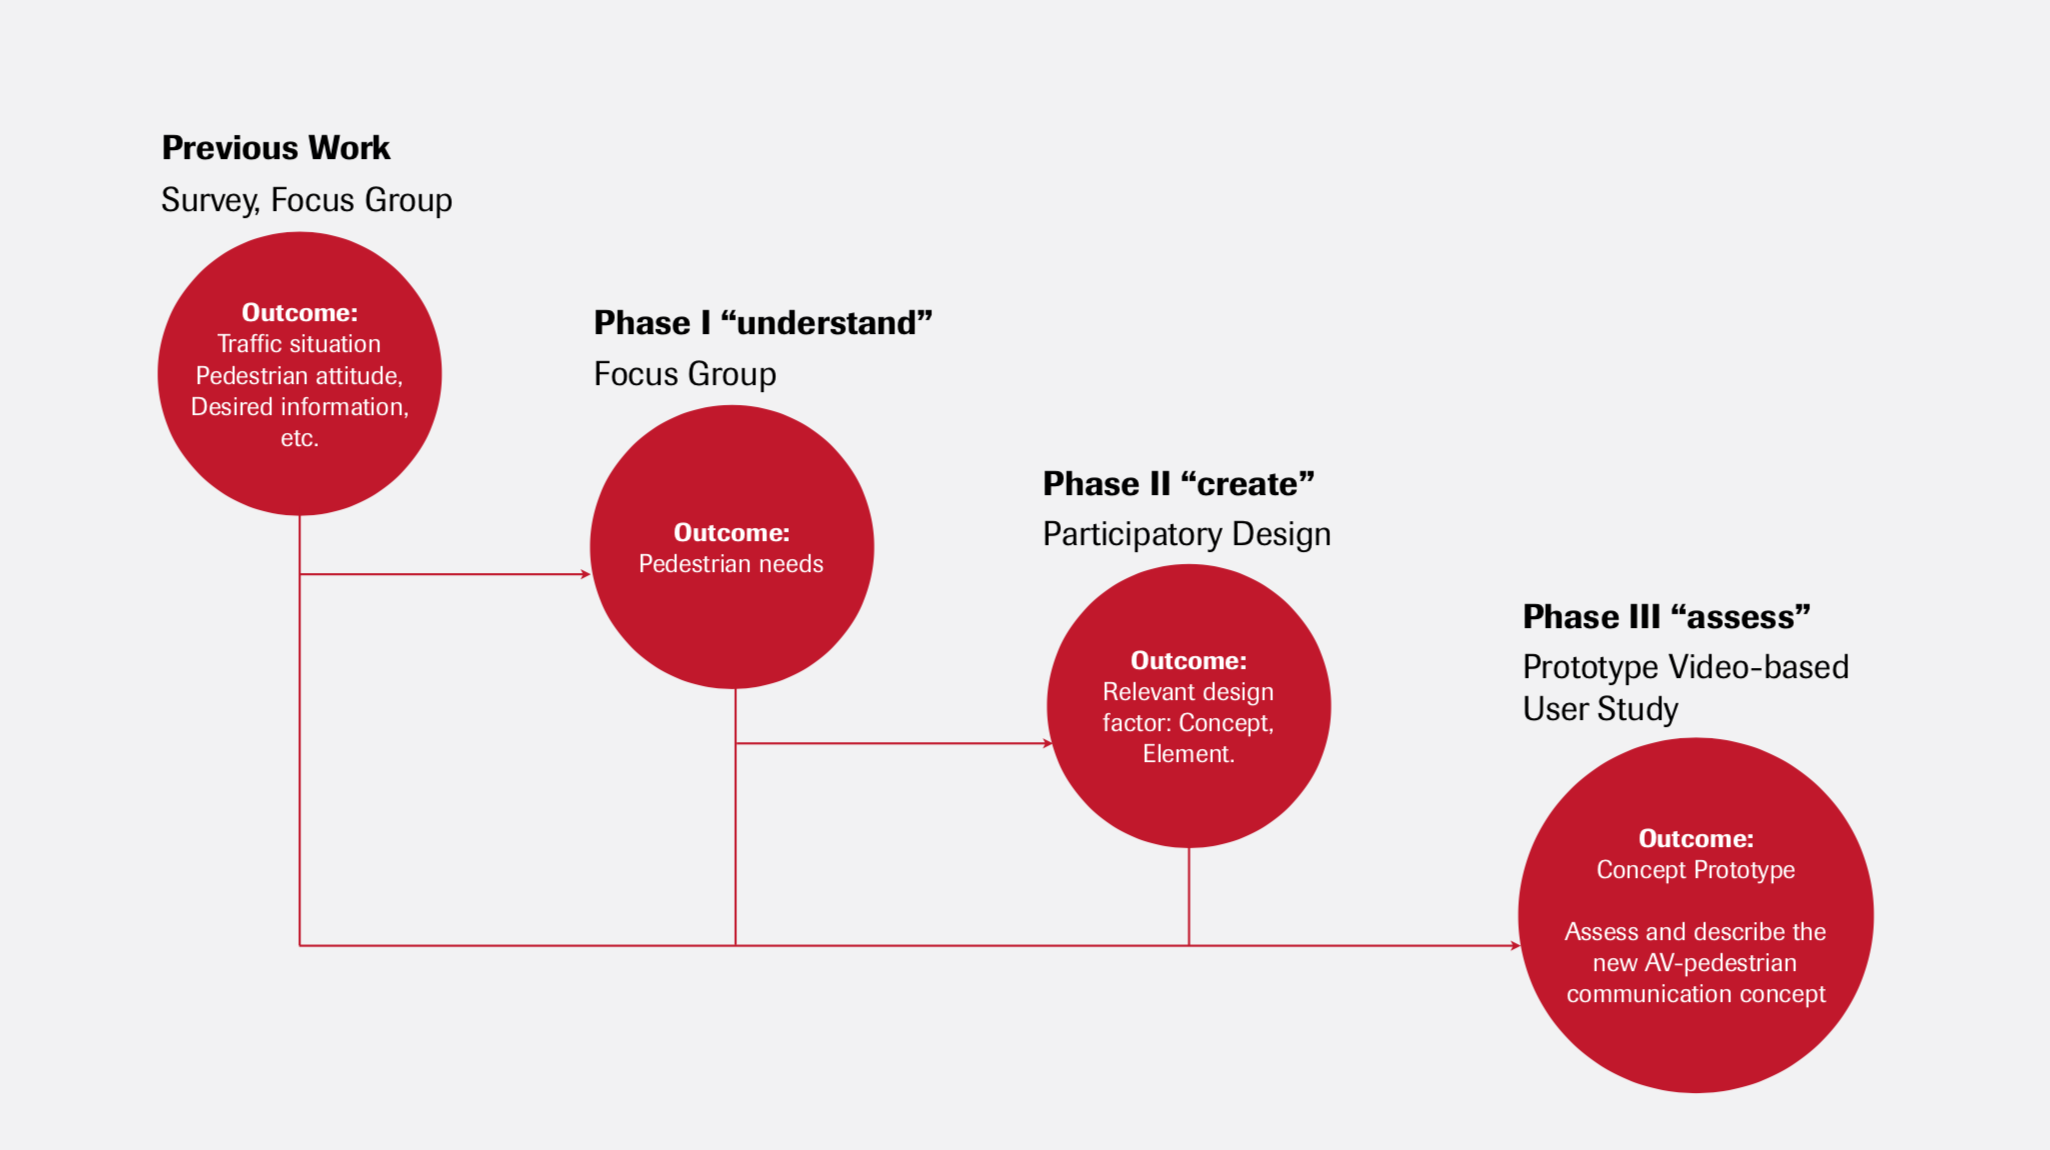 Previous Work
Survey, Focus Group
Outcome:
Traffic situation
Pedestrian attitude,
Desired information,
etc.
Phase I “understand”
Focus Group
Outcome:
Pedestrian needs
Phase II “create”
Participatory Design
Outcome:
Relevant design
factor: Concept,
Element.
Phase III “assess”
Prototype Video-based
User Study
Outcome:
Concept Prototype
Assess and describe the
new AV-pedestrian
communication concept